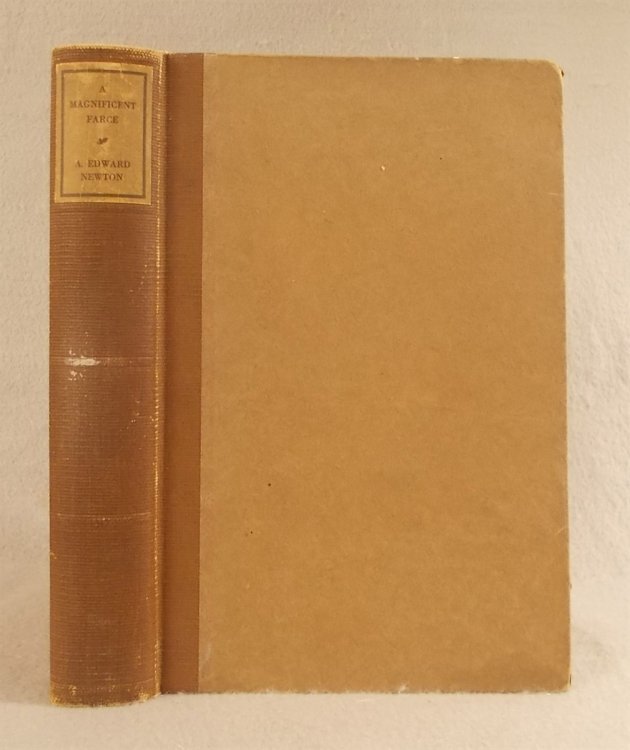 A
MAGNIFICENT
FARCE
A. EDWARD
NEWTON